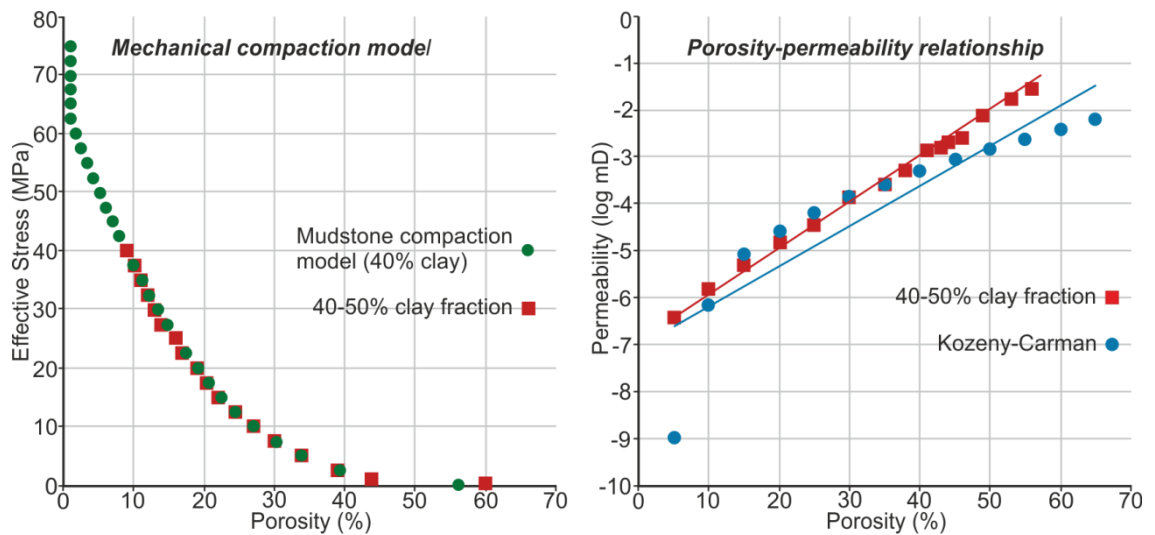 Mechanical compaction model
Effective Stress (MPa)
80
70
60
50
40
30
20
10
0
Mudstone compaction
model (40% clay)
40-50% clay fraction
0 10 20 30 40 50 60 70
Porosity (%)
Porosity-permeability relationship
Permeability (log mD)
0
-1
-2
-3
-4
-5
-6
-7
-8
-9
-10
40-50% clay fraction
Kozeny-Carman
0 10 20 30 40 50 60 70
Porosity (%)